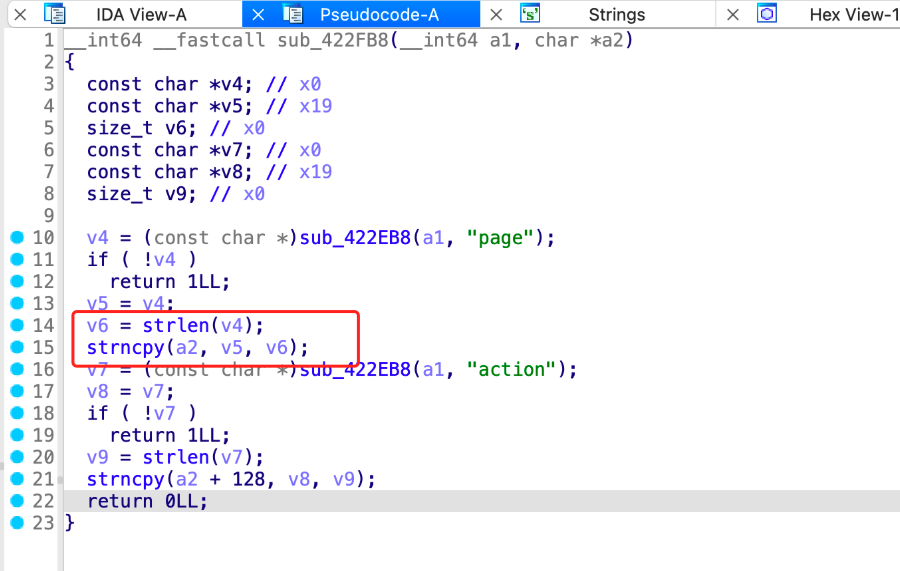 IDA View-A Pseudocode-A Strings Hex View-1
1 __int64 __fastcall sub_422FB8(__int64 a1, char *a2)
2 {
3   const char *v4; // x0
4   const char *v5; // x19
5   size_t v6; // x0
6   const char *v7; // x0
7   const char *v8; // x19
8   size_t v9; // x0
9
10   v4 = (const char *)sub_422EB8(a1, "page");
11   if ( !v4 )
12     return 1LL;
13   v5 = v4;
14   v6 = strlen(v4);
15   strncpy(a2, v5, v6);
16   v7 = (const char *)sub_422EB8(a1, "action");
17   v8 = v7;
18   if ( !v7 )
19     return 1LL;
20   v9 = strlen(v7);
21   strncpy(a2 + 128, v8, v9);
22   return 0LL;
23 }